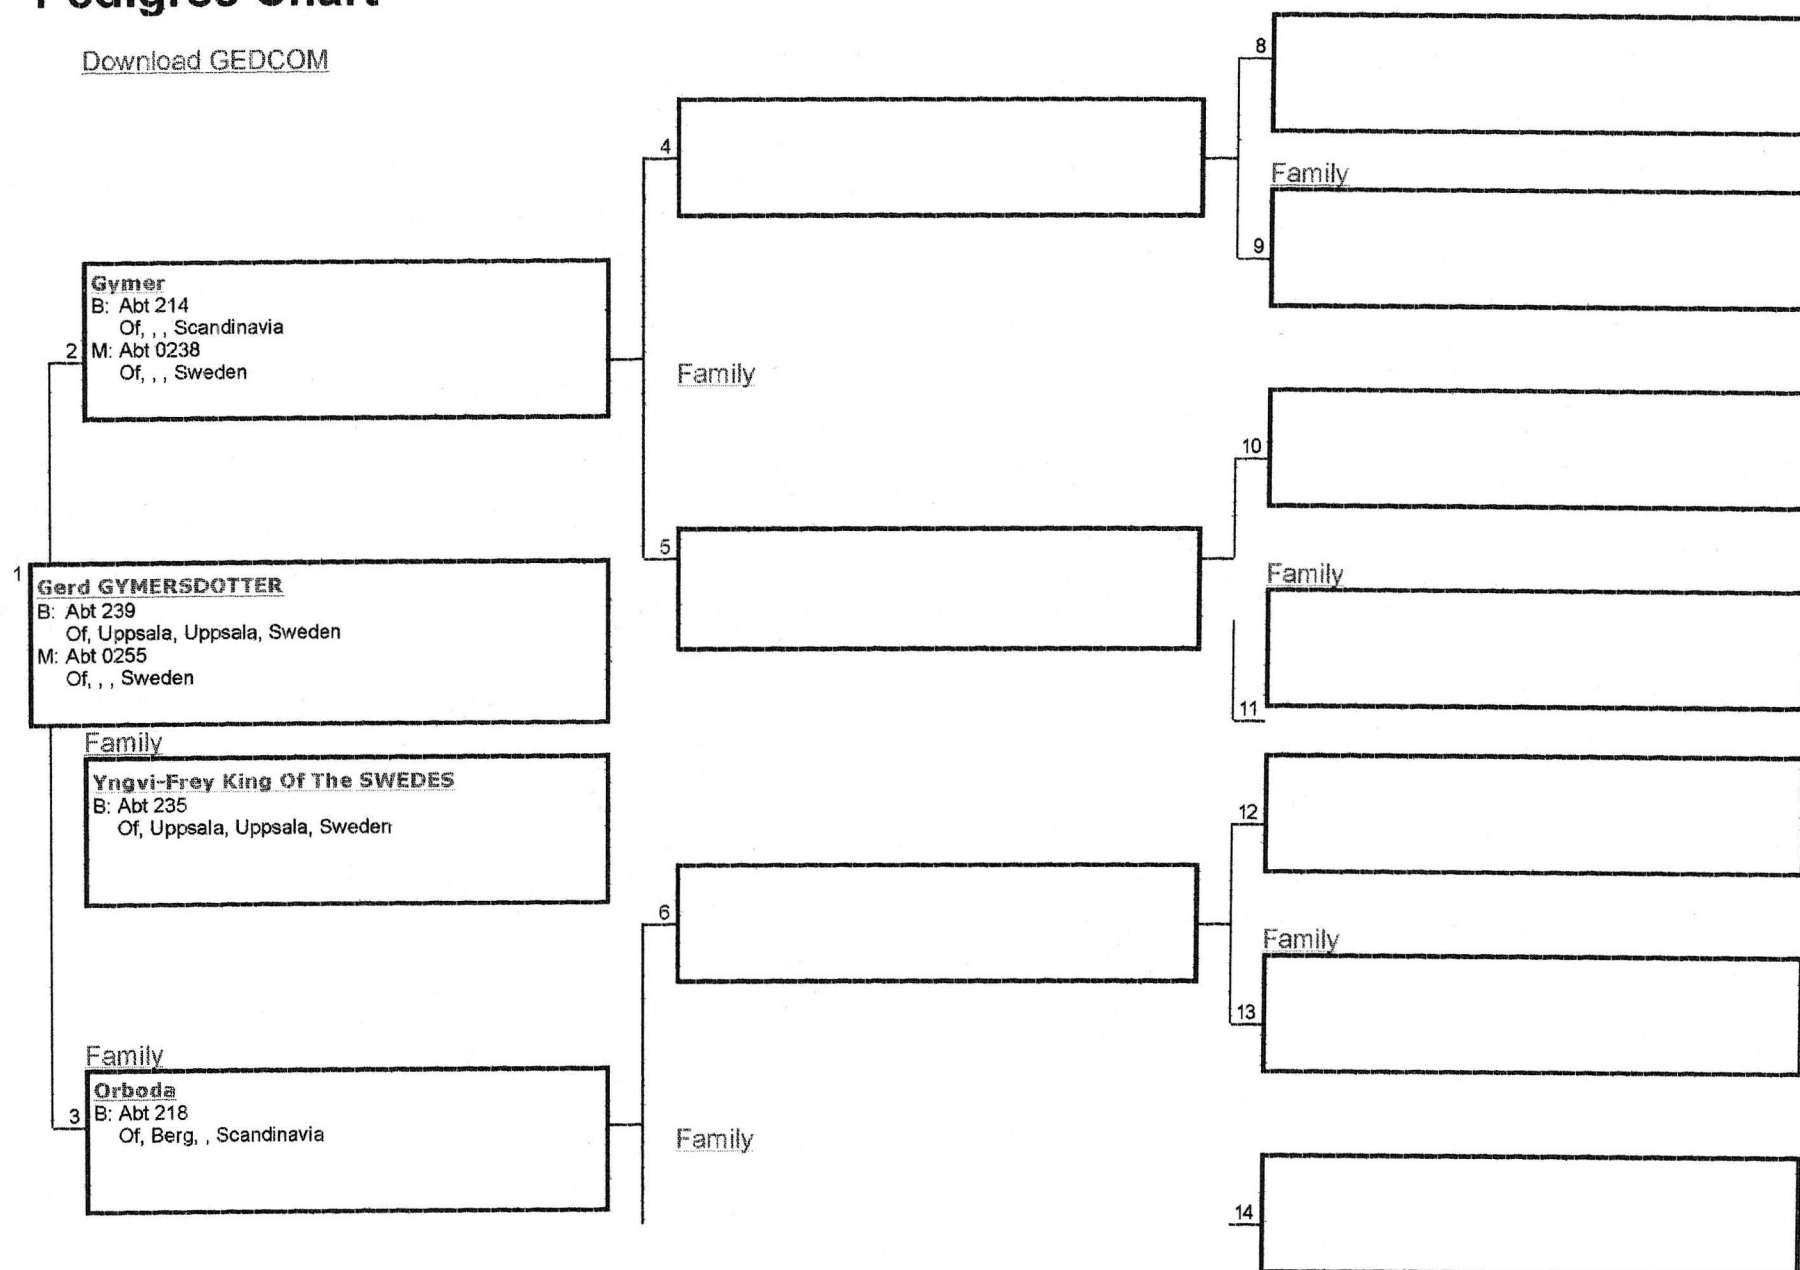 Pedigree Chart
Download GEDCOM
8
4
Family
9
Gymer
B: Abt 214
Of, , , Scandinavia
2
M: Abt 0238
Of, , , Sweden
Family
10
5
1
Family
Gerd GYMERSDOTTER
B: Abt 239
Of, Uppsala, Uppsala, Sweden
M: Abt 0255
Of, , , Sweden
11
Family
Yngvi-Frey King Of The SWEDES
B: Abt 235
Of, Uppsala, Uppsala, Sweden
12
6
Family
13
Family
Orboda
3
B: Abt 218
Of, Berg, , Scandinavia
Family
14